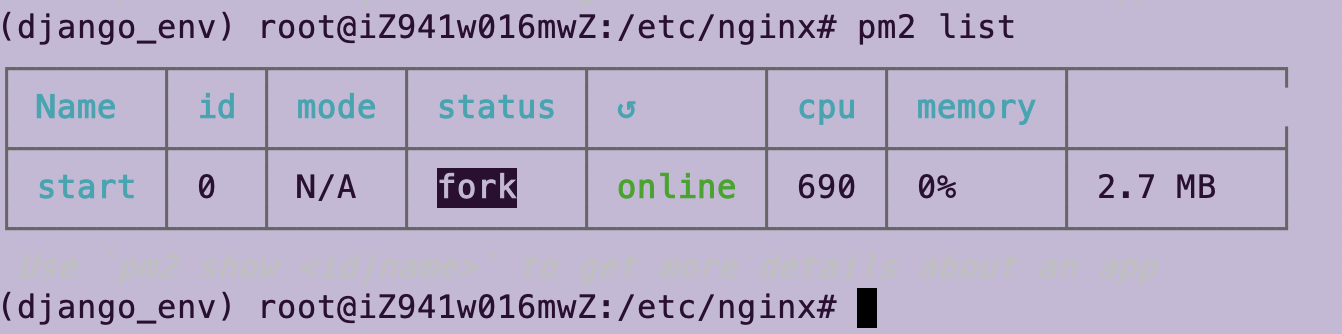 (django_env) root@iZ941w016mwZ:/etc/nginx# pm2 list
Name id mode status ↺ cpu memory
start 0 N/A fork online 690 0% 2.7 MB
Use `pm2 show <id|name>` to get more details about an app
(django_env) root@iZ941w016mwZ:/etc/nginx#